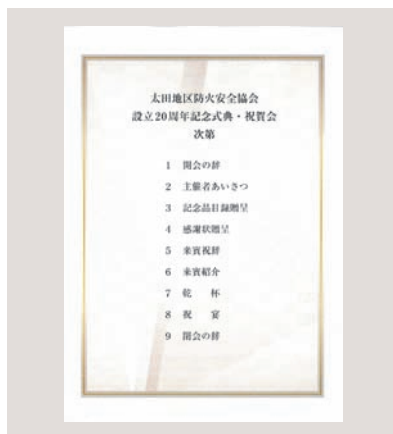 太田地区防火安全協会
設立20周年記念式典・祝賀会
次第
1 開会の辞
2 主催者あいさつ
3 記念品目録贈呈
4 感謝状贈呈
5 来賓祝辞
6 来賓紹介
7 乾　杯
8 祝　宴
9 閉会の辞